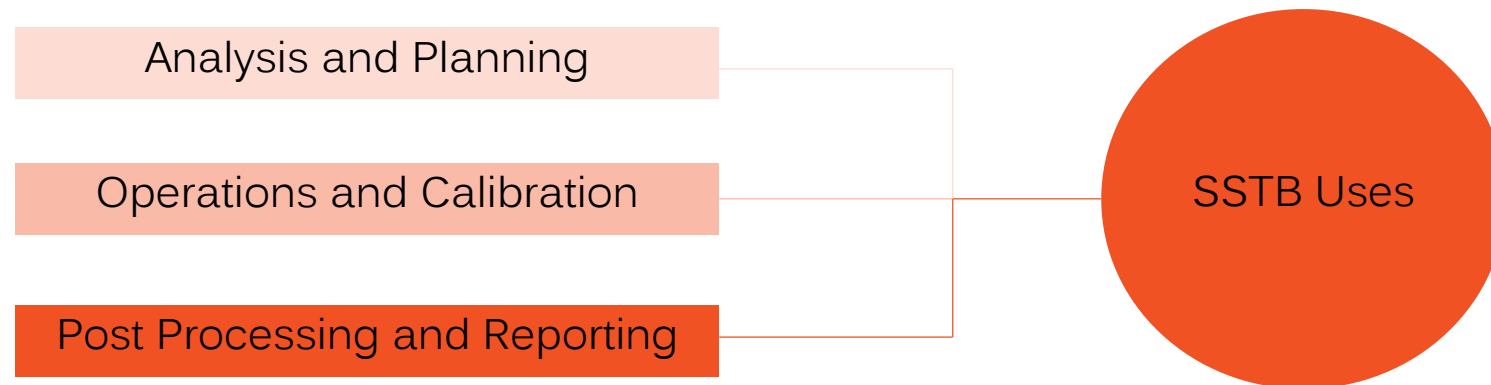 Analysis and Planning
Operations and Calibration
SSTB Uses
Post Processing and Reporting